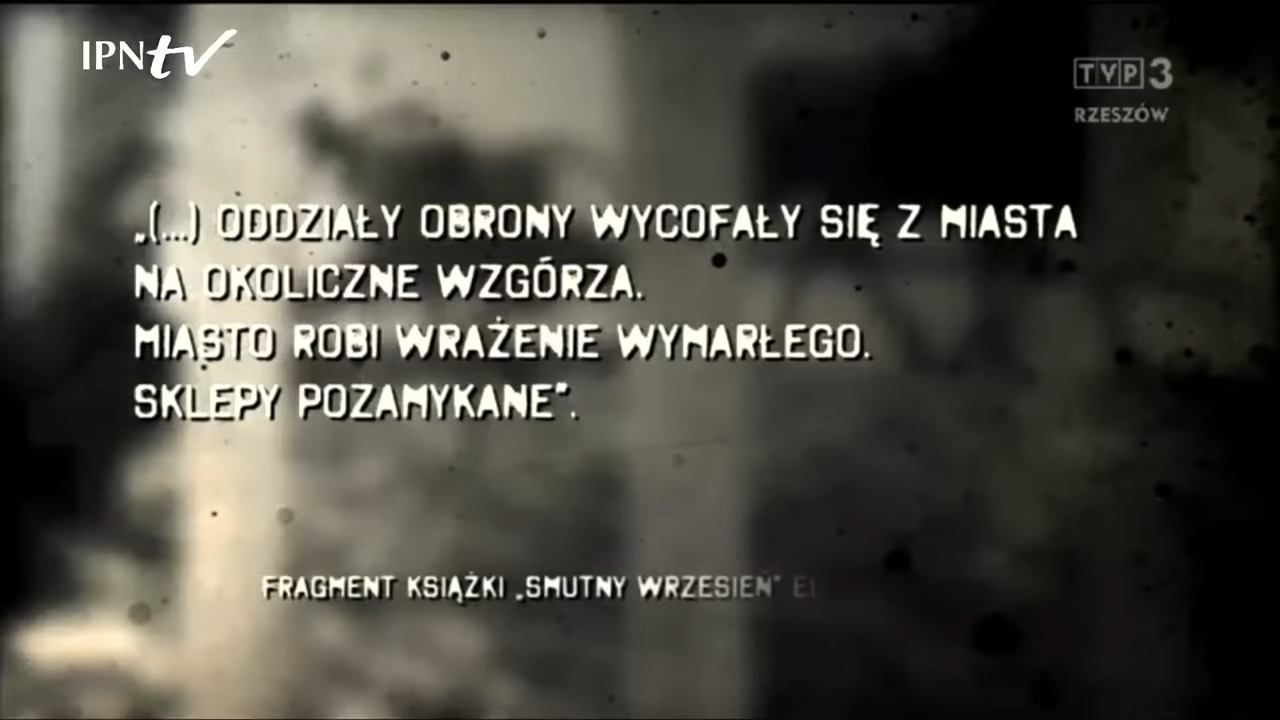 IPNtv
TVP3
RZESZÓW
„(...) ODDZIAŁY OBRONY WYCOFAŁY SIĘ Z MIASTA
NA OKOLICZNE WZGÓRZA.
MIASTO ROBI WRAŻENIE WYMARŁEGO.
SKLEPY POZAMYKANE”.
FRAGMENT KSIĄŻKI „SMUTNY WRZESIEŃ”